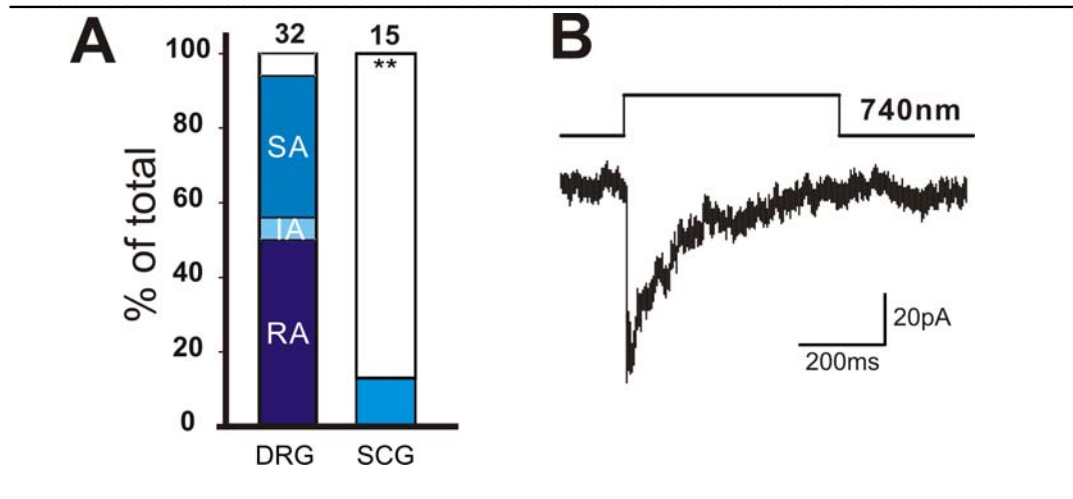 A
B
32
15
100
**
740nm
80
SA
60
IA
% of total
40
RA
20pA
20
200ms
0
DRG
SCG